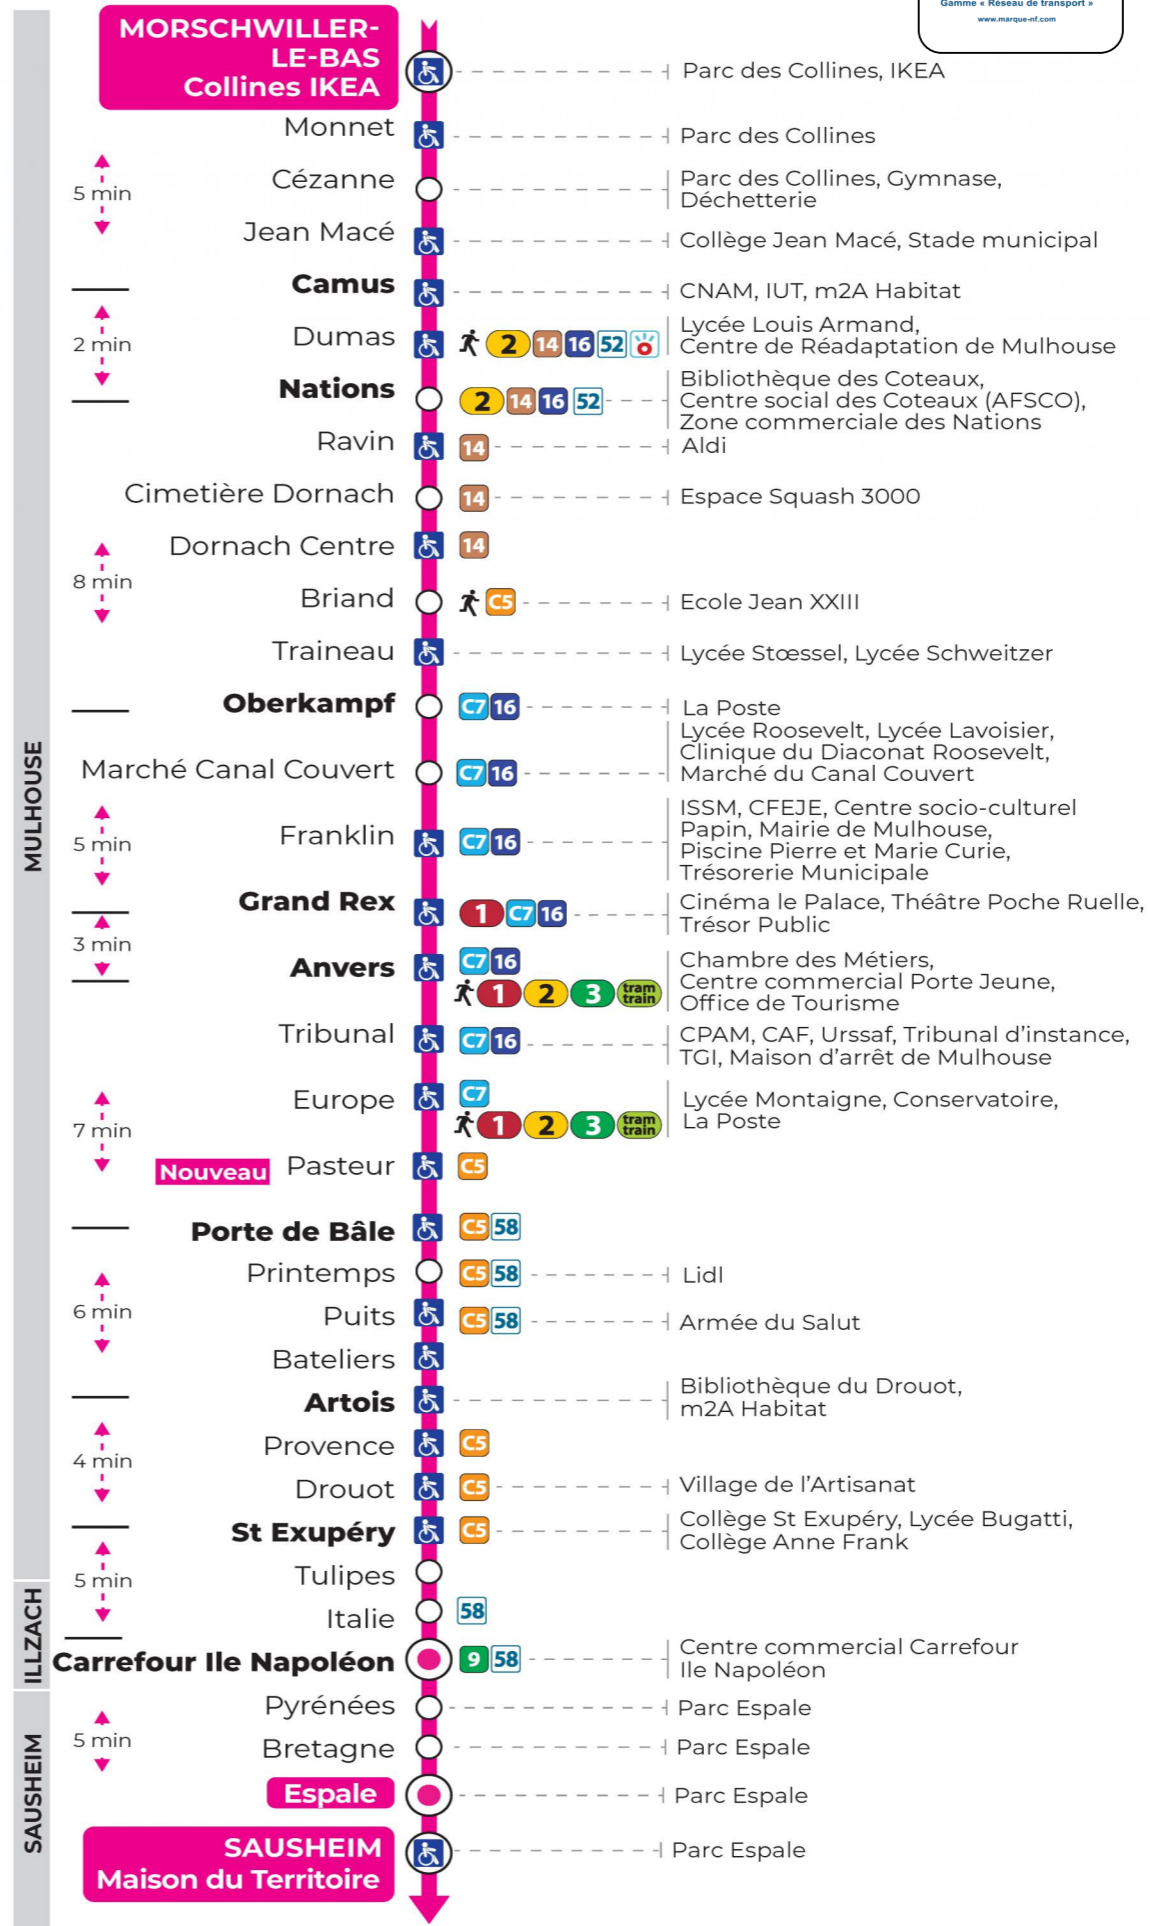 Gamme « Réseau de transport »
www.marque-nf.com
MORSCHWILLER-
LE-BAS
Collines IKEA
Parc des Collines, IKEA
Monnet
Parc des Collines
5 min
Cézanne
Parc des Collines, Gymnase,
Déchetterie
Jean Macé
Collège Jean Macé, Stade municipal
Camus
CNAM, IUT, m2A Habitat
2 min
Dumas
2 14 16 52
Lycée Louis Armand,
Centre de Réadaptation de Mulhouse
Nations
2 14 16 52
Bibliothèque des Coteaux,
Centre social des Coteaux (AFSCO),
Zone commerciale des Nations
Ravin
14
Aldi
Cimetière Dornach
14
Espace Squash 3000
Dornach Centre
14
8 min
Briand
C5
Ecole Jean XXIII
Traineau
Lycée Stœssel, Lycée Schweitzer
Oberkampf
C7 16
La Poste
Marché Canal Couvert
C7 16
Lycée Roosevelt, Lycée Lavoisier,
Clinique du Diaconat Roosevelt,
Marché du Canal Couvert
MULHOUSE
5 min
Franklin
C7 16
ISSM, CFEJE, Centre socio-culturel
Papin, Mairie de Mulhouse,
Piscine Pierre et Marie Curie,
Trésorerie Municipale
Grand Rex
1 C7 16
Cinéma le Palace, Théâtre Poche Ruelle,
Trésor Public
3 min
Anvers
C7 16
1 2 3 tram
train
Chambre des Métiers,
Centre commercial Porte Jeune,
Office de Tourisme
Tribunal
C7 16
CPAM, CAF, Urssaf, Tribunal d’instance,
TGI, Maison d’arrêt de Mulhouse
7 min
Europe
C7
1 2 3 tram
train
Lycée Montaigne, Conservatoire,
La Poste
Nouveau Pasteur
C5
Porte de Bâle
C5 58
Printemps
C5 58
Lidl
6 min
Puits
C5 58
Armée du Salut
Bateliers
Artois
Bibliothèque du Drouot,
m2A Habitat
Provence
C5
4 min
Drouot
C5
Village de l’Artisanat
St Exupéry
C5
Collège St Exupéry, Lycée Bugatti,
Collège Anne Frank
5 min
Tulipes
ILLZACH
Italie
58
Carrefour Ile Napoléon
9 58
Centre commercial Carrefour
Ile Napoléon
Pyrénées
Parc Espale
5 min
Bretagne
Parc Espale
SAUSHEIM
Espale
Parc Espale
SAUSHEIM
Maison du Territoire
Parc Espale